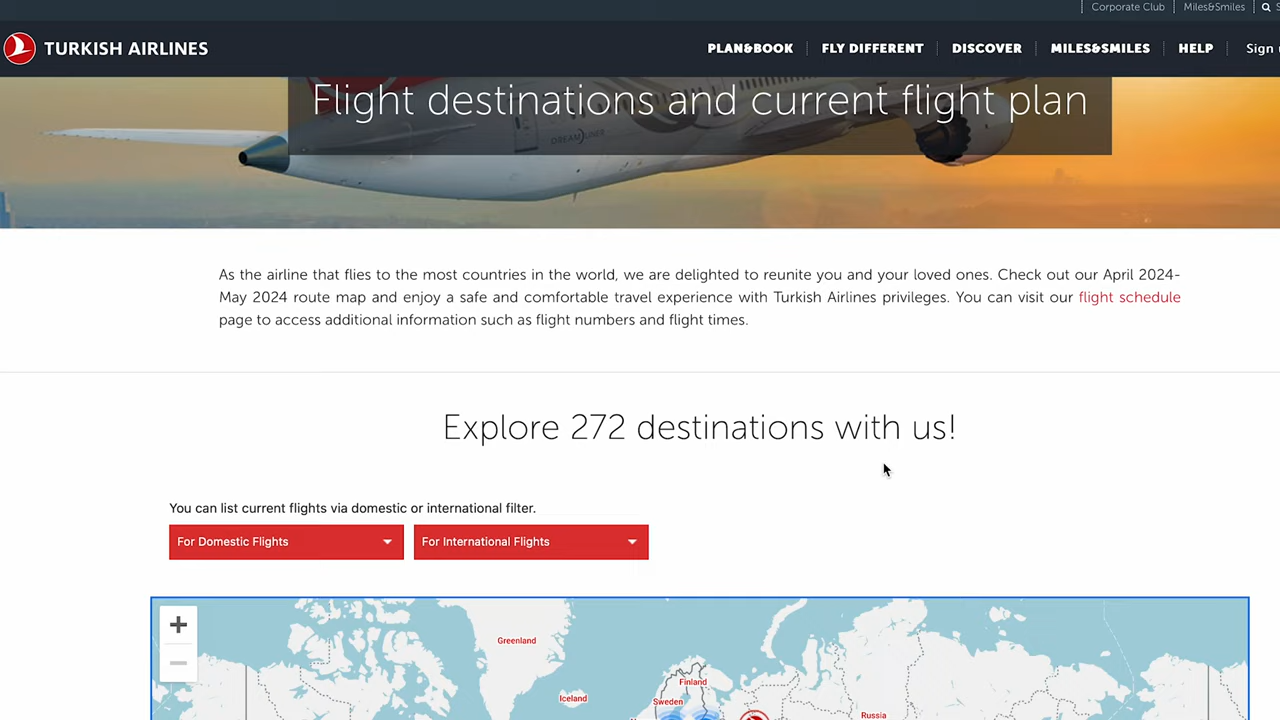 Corporate Club
Miles&Smiles
TURKISH AIRLINES
PLAN&BOOK
FLY DIFFERENT
DISCOVER
MILES&SMILES
HELP
Sign
Flight destinations and current flight plan
DREAMLINER
As the airline that flies to the most countries in the world, we are delighted to reunite you and your loved ones. Check out our April 2024-
May 2024 route map and enjoy a safe and comfortable travel experience with Turkish Airlines privileges. You can visit our flight schedule
page to access additional information such as flight numbers and flight times.
Explore 272 destinations with us!
You can list current flights via domestic or international filter.
For Domestic Flights
For International Flights
+
−
Greenland
Finland
Iceland
Sweden
Russia